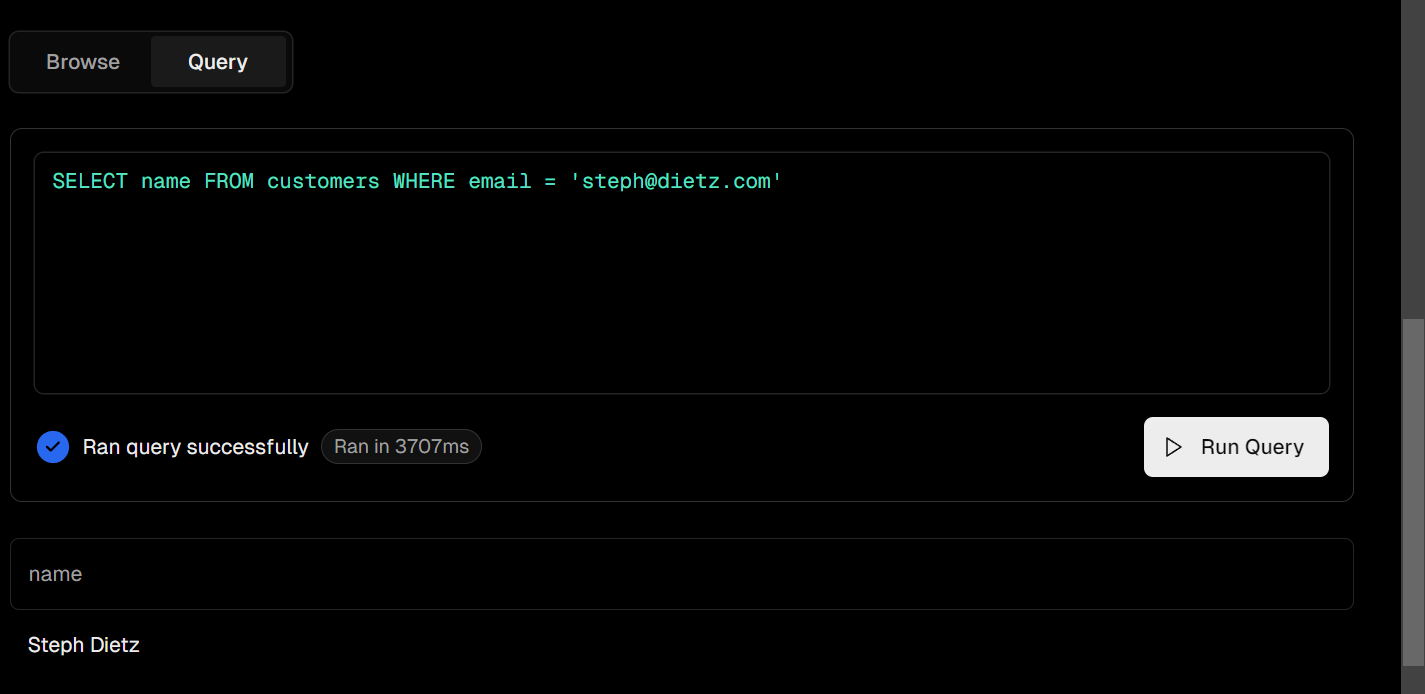 Browse
Query
SELECT name FROM customers WHERE email = 'steph@dietz.com'
Ran query successfully
Ran in 3707ms
Run Query
name
Steph Dietz